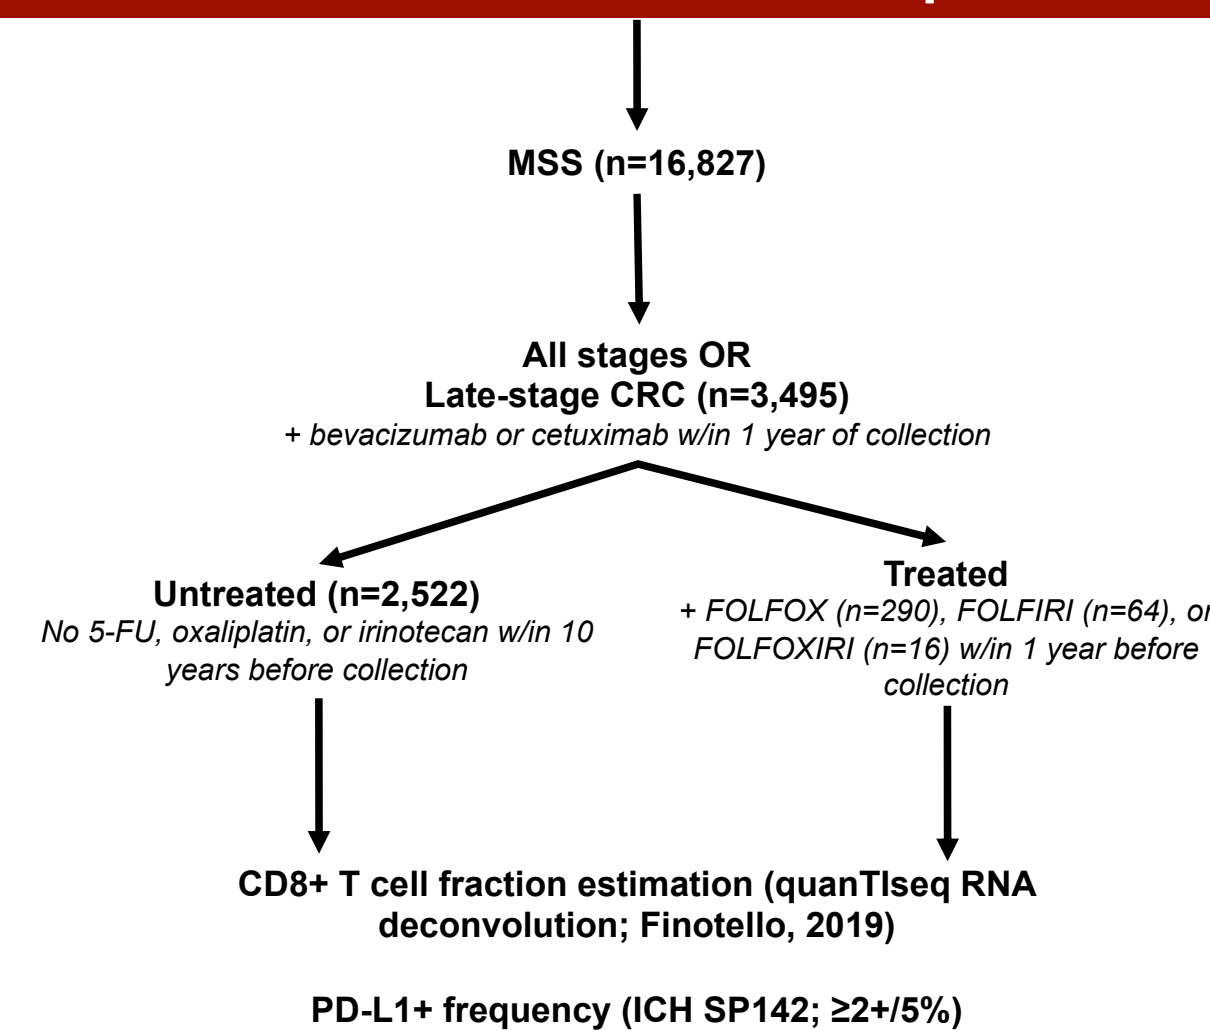 MSS (n=16,827)
All stages OR
Late-stage CRC (n=3,495)
+ bevacizumab or cetuximab w/in 1 year of collection
Untreated (n=2,522)
No 5-FU, oxaliplatin, or irinotecan w/in 10
years before collection
Treated
+ FOLFOX (n=290), FOLFIRI (n=64), or
FOLFOXIRI (n=16) w/in 1 year before
collection
CD8+ T cell fraction estimation (quanTIseq RNA
deconvolution; Finotello, 2019)
PD-L1+ frequency (ICH SP142; ≥2+/5%)